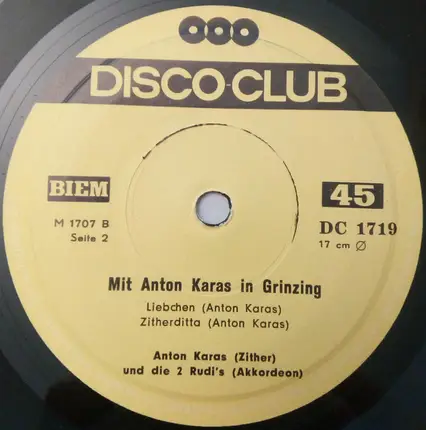 DISCO-CLUB
BIEM
45
M 1707 B
DC 1719
Seite 2
17 cm Ø
Mit Anton Karas in Grinzing
Liebchen (Anton Karas)
Zitherditta (Anton Karas)
Anton Karas (Zither)
und die 2 Rudi's (Akkordeon)